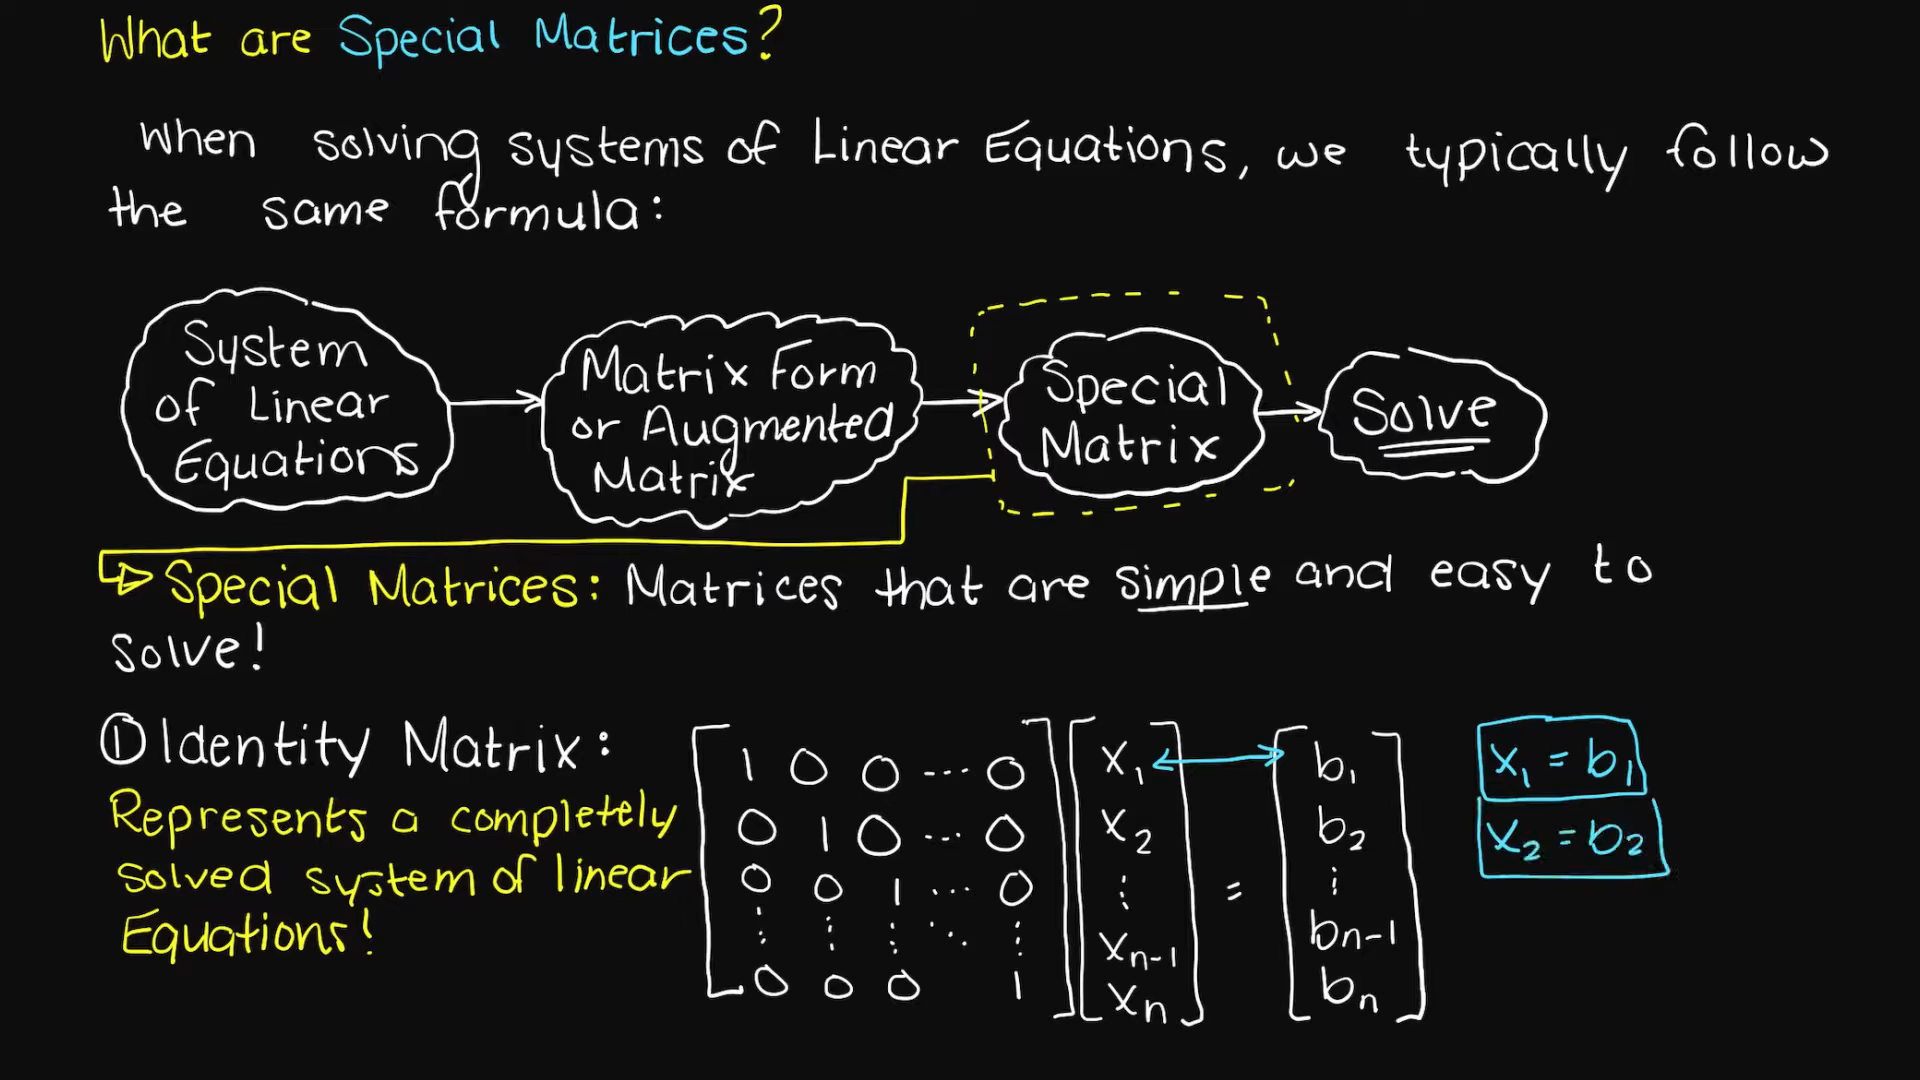 What are Special Matrices?
When solving systems of Linear Equations, we typically follow
the same formula:
System
of Linear
Equations
Matrix Form
or Augmented
Matrix
Special
Matrix
Solve
Special Matrices: Matrices that are simple and easy to
solve!
① Identity Matrix:
Represents a completely
solved system of linear
Equations!
1 0 0 ... 0
0 1 0 ... 0
0 0 1 ... 0
⋮ ⋮ ⋮ ⋱ ⋮
0 0 0 1
x₁
x₂
⋮
xₙ₋₁
xₙ
=
b₁
b₂
⋮
bₙ₋₁
bₙ
x₁ = b₁
x₂ = b₂